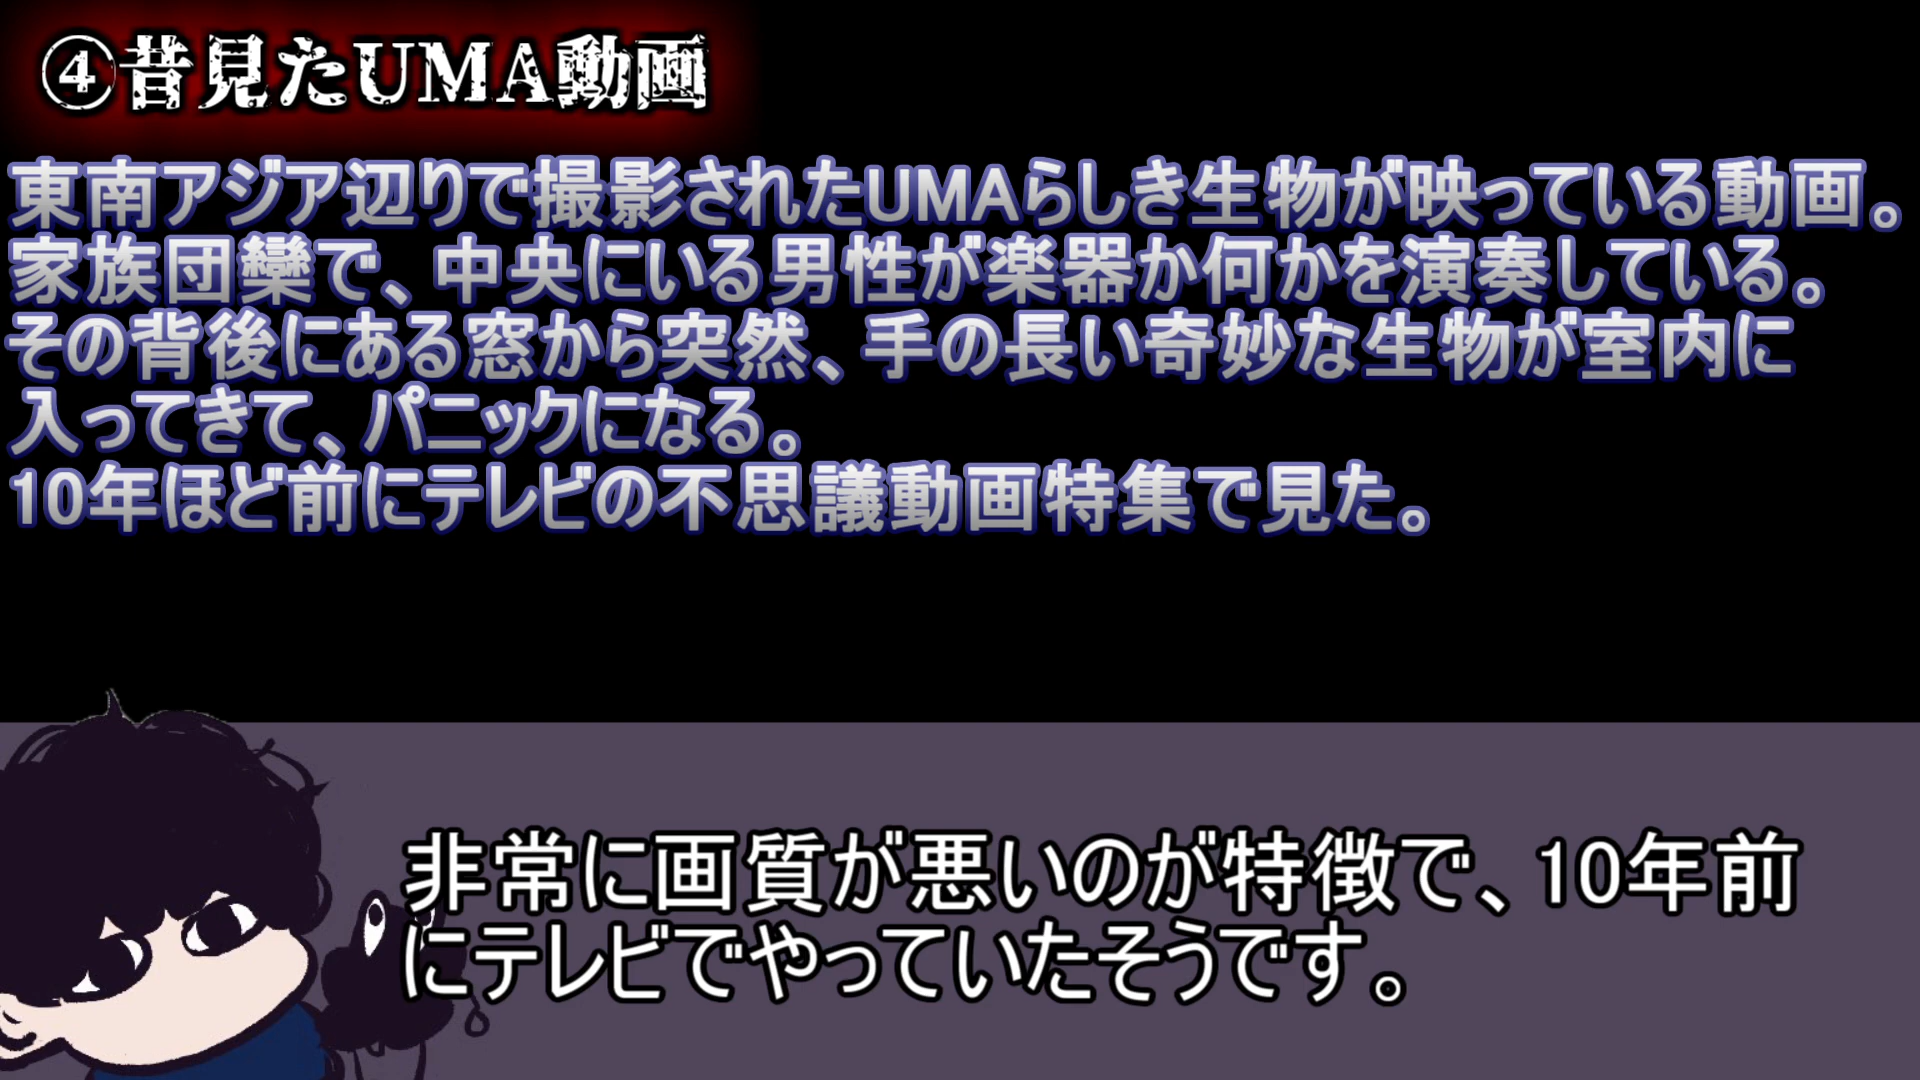 ④昔見たUMA動画
東南アジア辺りで撮影されたUMAらしき生物が映っている動画。
家族団欒で、中央にいる男性が楽器か何かを演奏している。
その背後にある窓から突然、手の長い奇妙な生物が室内に
入ってきて、パニックになる。
10年ほど前にテレビの不思議動画特集で見た。
非常に画質が悪いのが特徴で、10年前
にテレビでやっていたそうです。